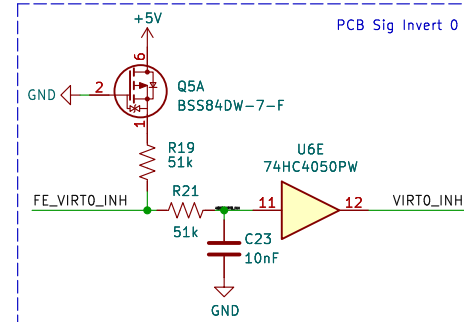 +5V
PCB Sig Invert 0
6
Q5A
BSS84DW-7-F
GND
2
1
R19
51k
U6E
74HC4050PW
FE_VIRT0_INH
R21
11
12
VIRT0_INH
51k
C23
10nF
GND